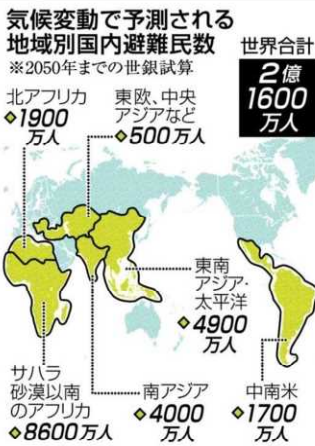 気候変動で予測される
地域別国内避難民数
※2050年までの世銀試算
世界合計
2億
1600
万人
北アフリカ
◆1900
万人
東欧、中央
アジアなど
◆500万人
東南
アジア・
太平洋
◆4900
万人
サハラ
砂漠以南
のアフリカ
◆8600万人
南アジア
◆4000
万人
中南米
◆1700
万人